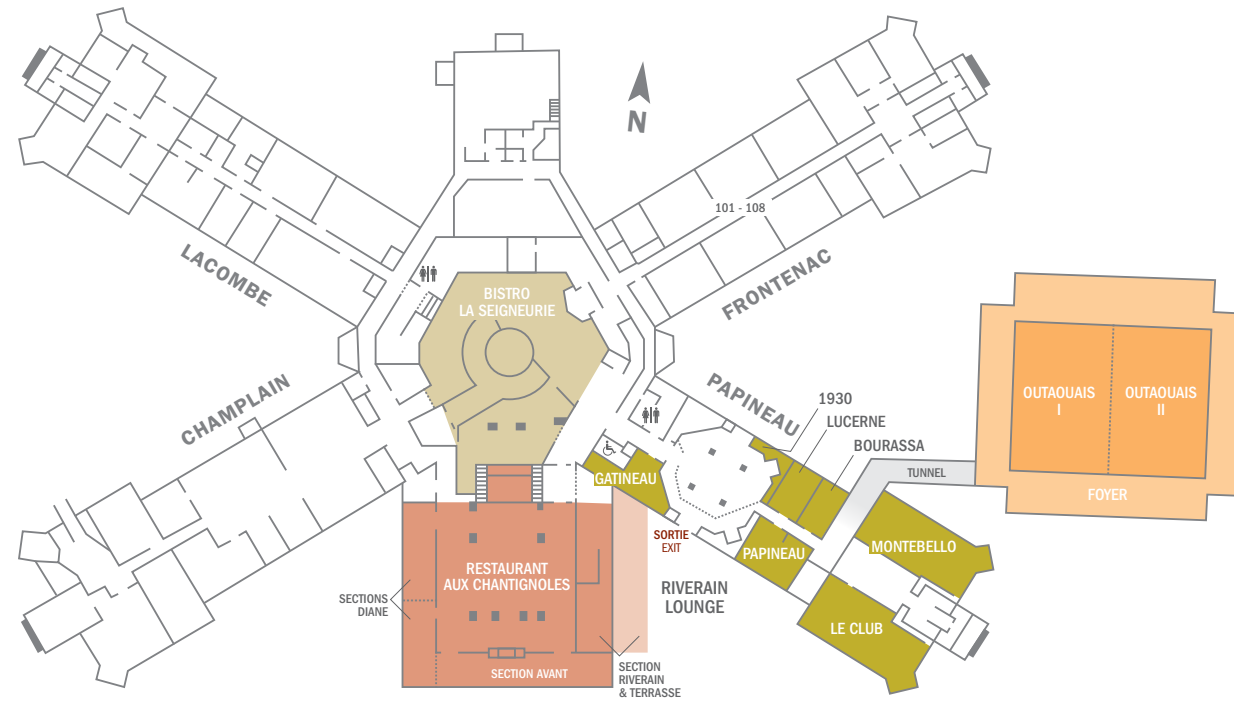 N
101 - 108
LACOMBE
FRONTENAC
BISTRO
LA SEIGNEURIE
CHAMPLAIN
PAPINEAU
1930
LUCERNE
BOURASSA
OUTAOUAIS
I
OUTAOUAIS
II
TUNNEL
FOYER
GATINEAU
SORTIE
EXIT
PAPINEAU
MONTEBELLO
RESTAURANT
AUX CHANTIGNOLES
SECTIONS
DIANE
RIVERAIN
LOUNGE
LE CLUB
SECTION AVANT
SECTION
RIVERAIN
& TERRASSE